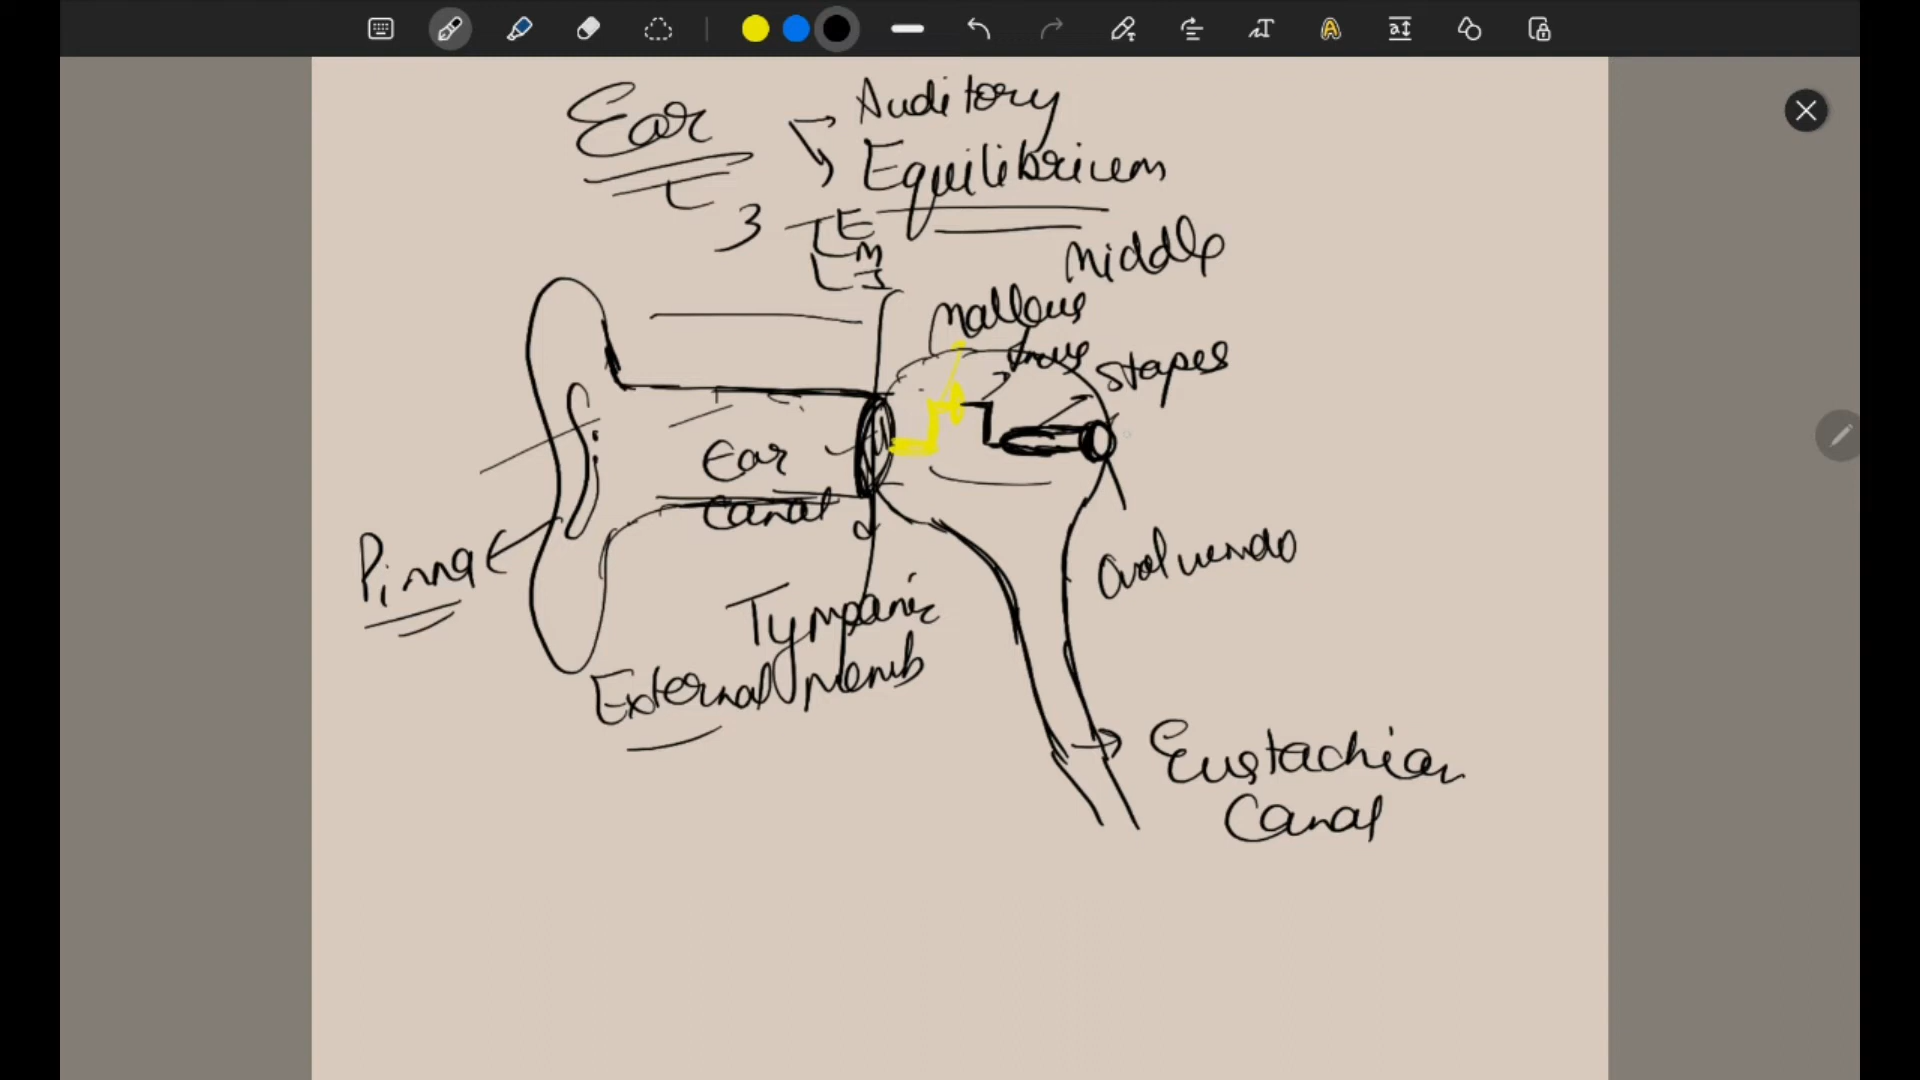 Ear
Auditory
Equilibrium
3
E
M
I
Middle
Malleus
stapes
Ear
canal
Pinna
Tympanic
memb
External
Eustachian
Canal